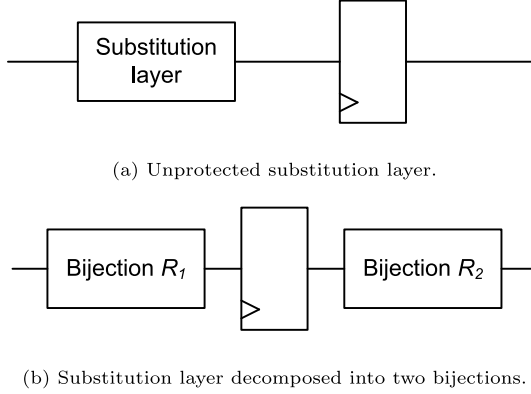 Substitution
layer
(a) Unprotected substitution layer.
Bijection R1
Bijection R2
(b) Substitution layer decomposed into two bijections.